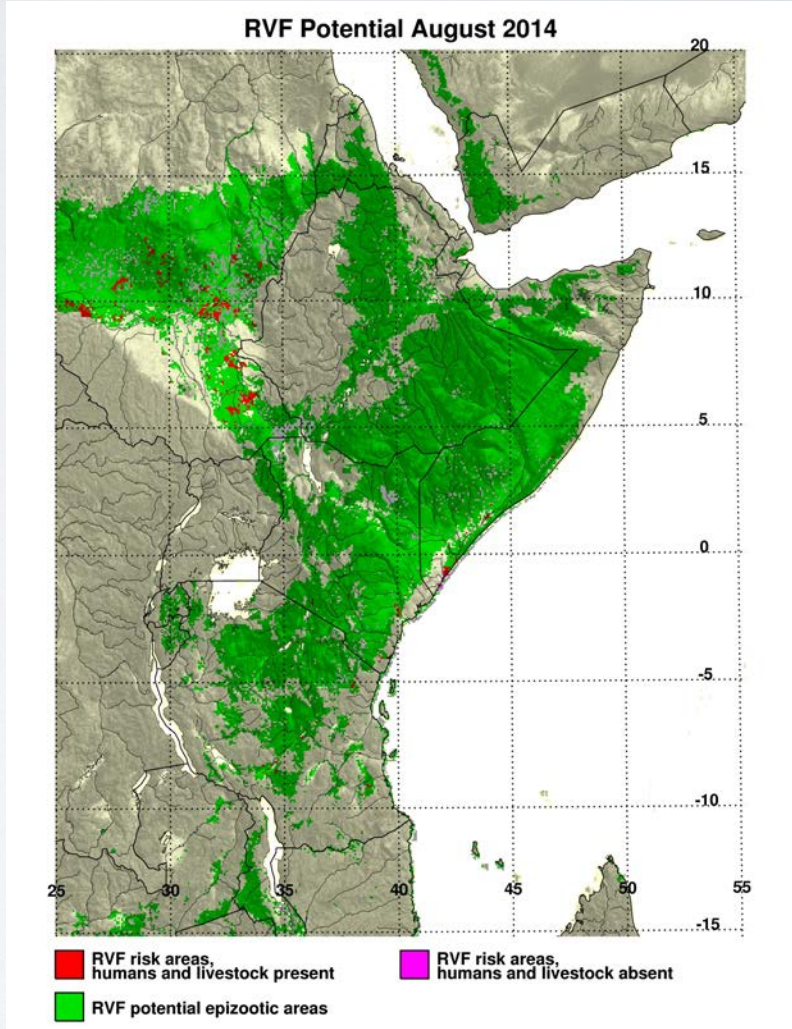 RVF Potential August 2014
20
15
10
5
0
-5
-10
25 30 35 40 45 50 55
-15
RVF risk areas,
humans and livestock present
RVF risk areas,
humans and livestock absent
RVF potential epizootic areas